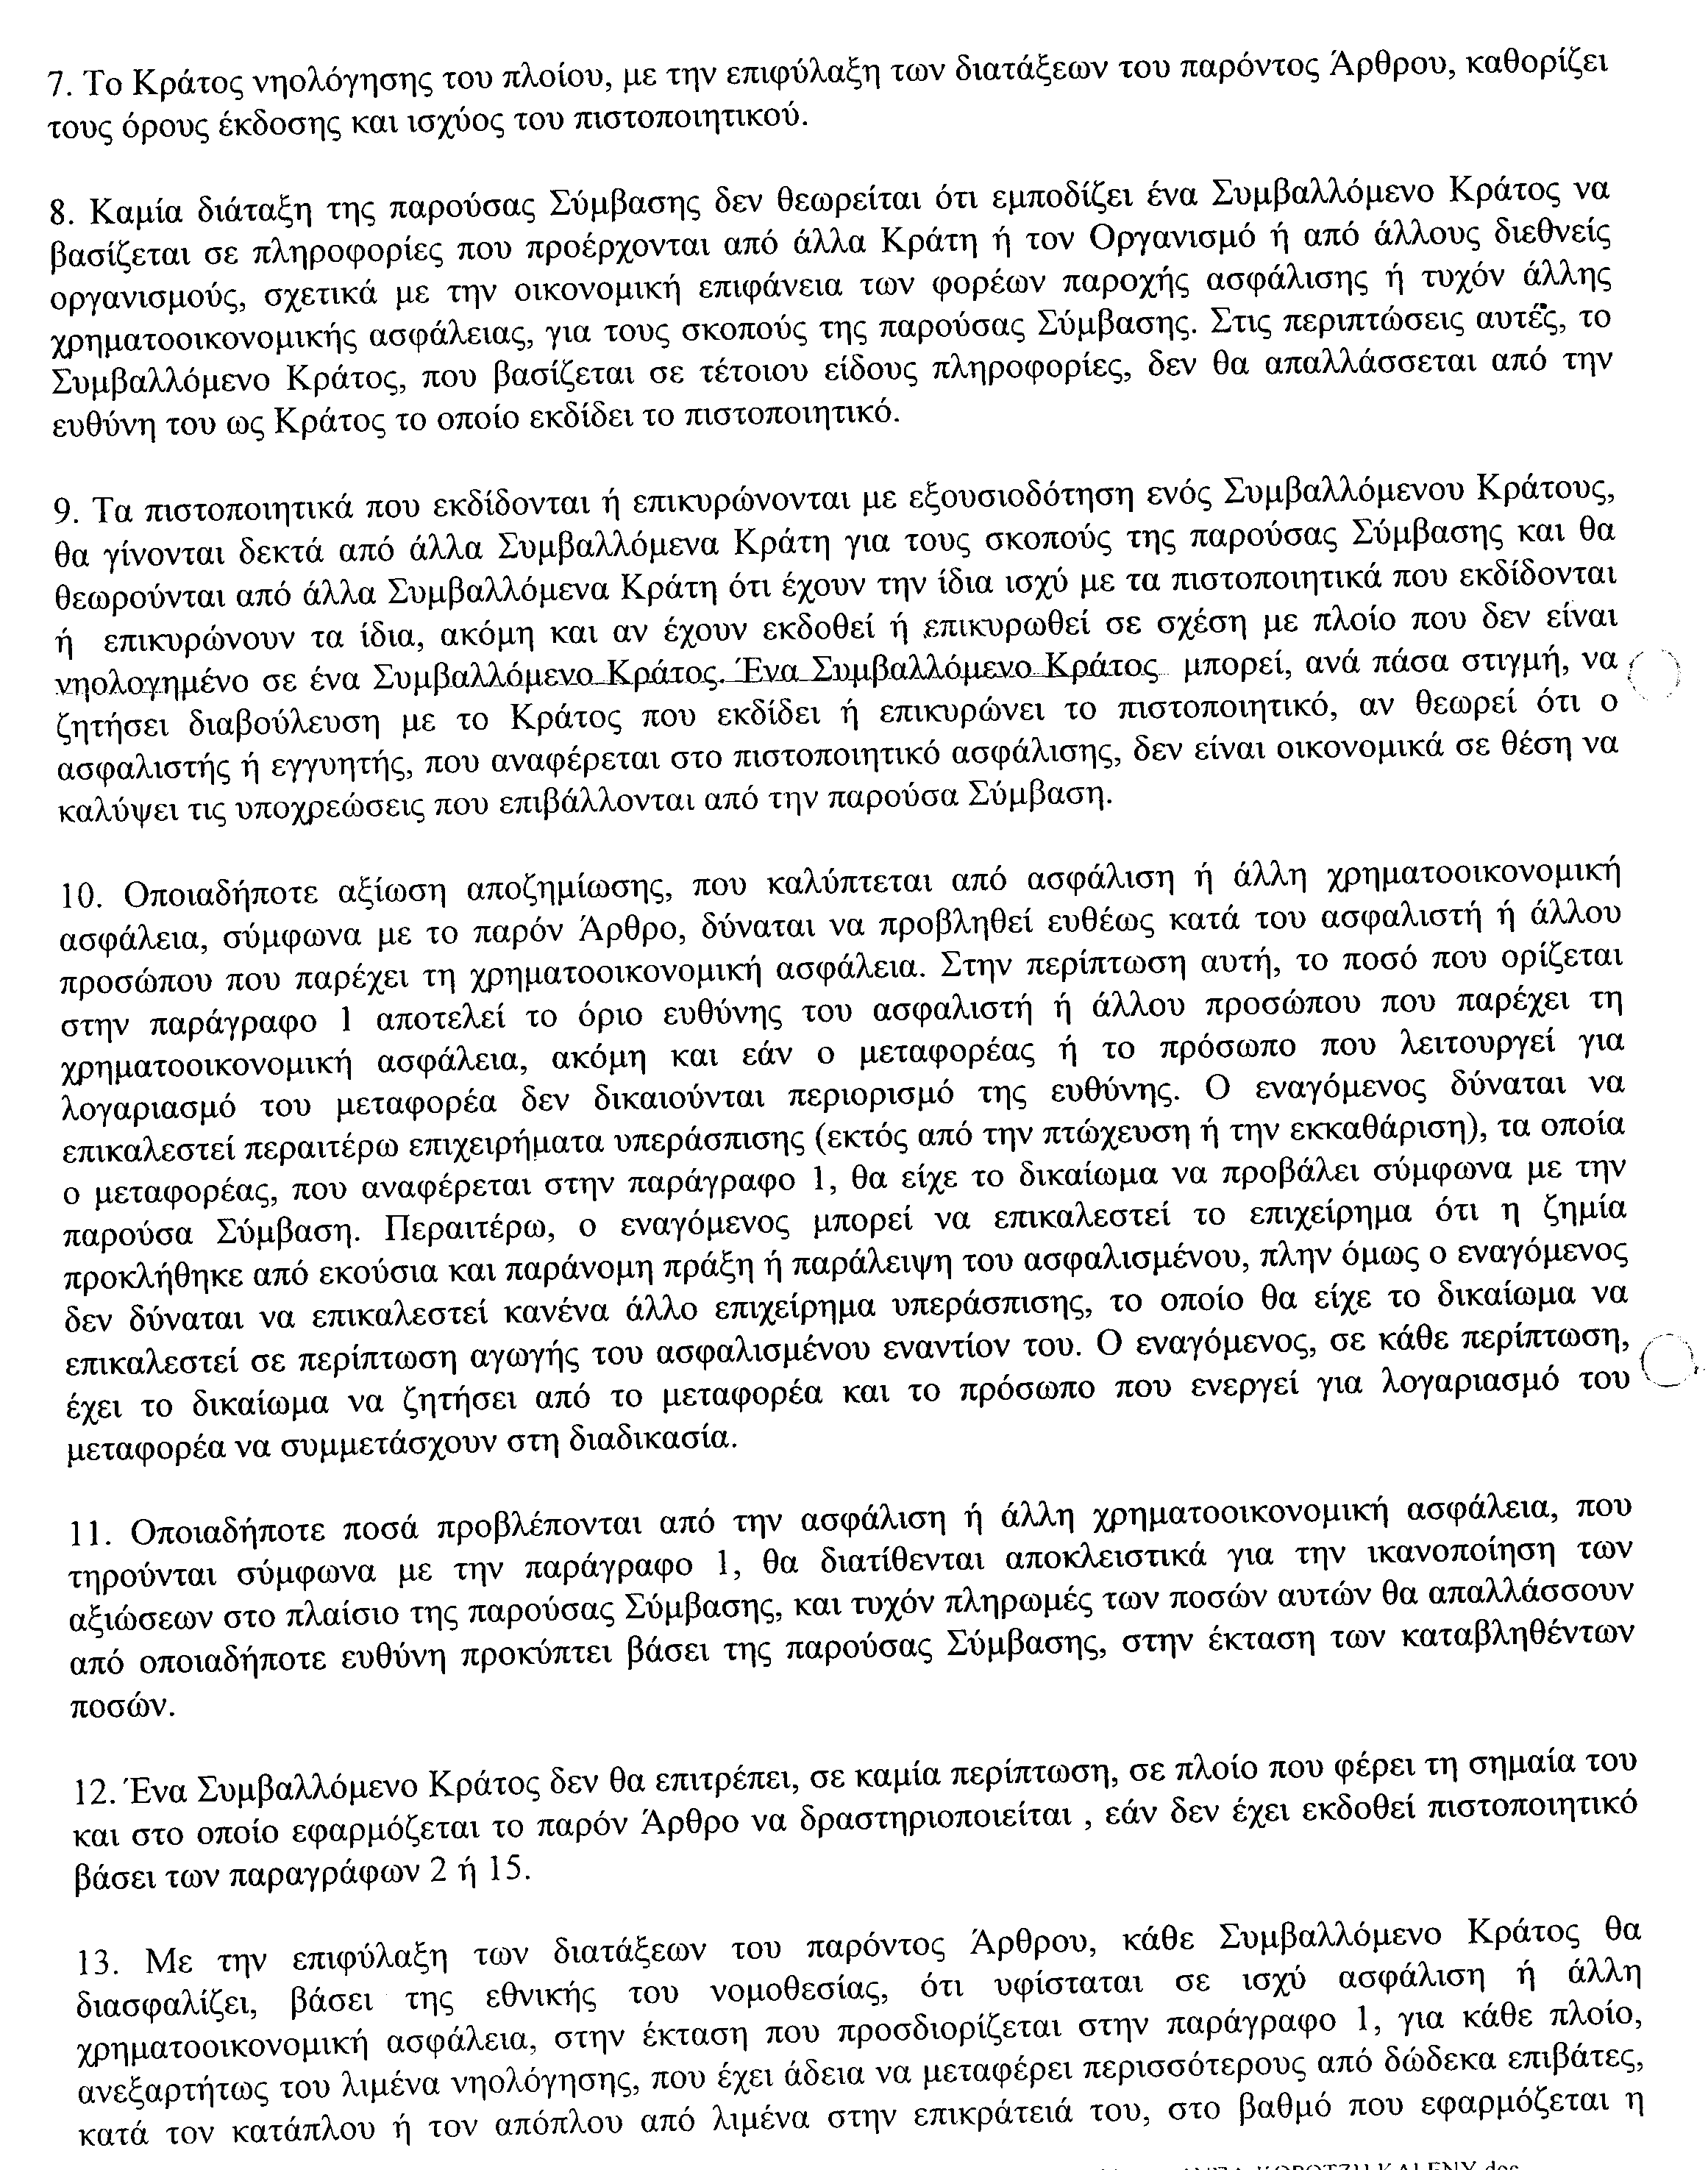 7. Το Κράτος νηολόγησης του πλοίου, με την επιφύλαξη των διατάξεων του παρόντος Άρθρου, καθορίζει
τους όρους έκδοσης και ισχύος του πιστοποιητικού.
8. Καμία διάταξη της παρούσας Σύμβασης δεν θεωρείται ότι εμποδίζει ένα Συμβαλλόμενο Κράτος να
βασίζεται σε πληροφορίες που προέρχονται από άλλα Κράτη ή τον Οργανισμό ή από άλλους διεθνείς
οργανισμούς, σχετικά με την οικονομική επιφάνεια των φορέων παροχής ασφάλισης ή τυχόν άλλης
χρηματοοικονομικής ασφάλειας, για τους σκοπούς της παρούσας Σύμβασης. Στις περιπτώσεις αυτές, το
Συμβαλλόμενο Κράτος, που βασίζεται σε τέτοιου είδους πληροφορίες, δεν θα απαλλάσσεται από την
ευθύνη του ως Κράτος το οποίο εκδίδει το πιστοποιητικό.
9. Τα πιστοποιητικά που εκδίδονται ή επικυρώνονται με εξουσιοδότηση ενός Συμβαλλόμενου Κράτους,
θα γίνονται δεκτά από άλλα Συμβαλλόμενα Κράτη για τους σκοπούς της παρούσας Σύμβασης και θα
θεωρούνται από άλλα Συμβαλλόμενα Κράτη ότι έχουν την ίδια ισχύ με τα πιστοποιητικά που εκδίδονται
ή επικυρώνουν τα ίδια, ακόμη και αν έχουν εκδοθεί ή επικυρωθεί σε σχέση με πλοίο που δεν είναι
νηολογημένο σε ένα Συμβαλλόμενο Κράτος. Ένα Συμβαλλόμενο Κράτος μπορεί, ανά πάσα στιγμή, να
ζητήσει διαβούλευση με το Κράτος που εκδίδει ή επικυρώνει το πιστοποιητικό, αν θεωρεί ότι ο
ασφαλιστής ή εγγυητής, που αναφέρεται στο πιστοποιητικό ασφάλισης, δεν είναι οικονομικά σε θέση να
καλύψει τις υποχρεώσεις που επιβάλλονται από την παρούσα Σύμβαση.
10. Οποιαδήποτε αξίωση αποζημίωσης, που καλύπτεται από ασφάλιση ή άλλη χρηματοοικονομική
ασφάλεια, σύμφωνα με το παρόν Άρθρο, δύναται να προβληθεί ευθέως κατά του ασφαλιστή ή άλλου
προσώπου που παρέχει τη χρηματοοικονομική ασφάλεια. Στην περίπτωση αυτή, το ποσό που ορίζεται
στην παράγραφο 1 αποτελεί το όριο ευθύνης του ασφαλιστή ή άλλου προσώπου που παρέχει τη
χρηματοοικονομική ασφάλεια, ακόμη και εάν ο μεταφορέας ή το πρόσωπο που λειτουργεί για
λογαριασμό του μεταφορέα δεν δικαιούνται περιορισμό της ευθύνης. Ο εναγόμενος δύναται να
επικαλεστεί περαιτέρω επιχειρήματα υπεράσπισης (εκτός από την πτώχευση ή την εκκαθάριση), τα οποία
ο μεταφορέας, που αναφέρεται στην παράγραφο 1, θα είχε το δικαίωμα να προβάλει σύμφωνα με την
παρούσα Σύμβαση. Περαιτέρω, ο εναγόμενος μπορεί να επικαλεστεί το επιχείρημα ότι η ζημία
προκλήθηκε από εκούσια και παράνομη πράξη ή παράλειψη του ασφαλισμένου, πλην όμως ο εναγόμενος
δεν δύναται να επικαλεστεί κανένα άλλο επιχείρημα υπεράσπισης, το οποίο θα είχε το δικαίωμα να
επικαλεστεί σε περίπτωση αγωγής του ασφαλισμένου εναντίον του. Ο εναγόμενος, σε κάθε περίπτωση,
έχει το δικαίωμα να ζητήσει από το μεταφορέα και το πρόσωπο που ενεργεί για λογαριασμό του
μεταφορέα να συμμετάσχουν στη διαδικασία.
11. Οποιαδήποτε ποσά προβλέπονται από την ασφάλιση ή άλλη χρηματοοικονομική ασφάλεια, που
τηρούνται σύμφωνα με την παράγραφο 1, θα διατίθενται αποκλειστικά για την ικανοποίηση των
αξιώσεων στο πλαίσιο της παρούσας Σύμβασης, και τυχόν πληρωμές των ποσών αυτών θα απαλλάσσουν
από οποιαδήποτε ευθύνη προκύπτει βάσει της παρούσας Σύμβασης, στην έκταση των καταβληθέντων
ποσών.
12. Ένα Συμβαλλόμενο Κράτος δεν θα επιτρέπει, σε καμία περίπτωση, σε πλοίο που φέρει τη σημαία του
και στο οποίο εφαρμόζεται το παρόν Άρθρο να δραστηριοποιείται , εάν δεν έχει εκδοθεί πιστοποιητικό
βάσει των παραγράφων 2 ή 15.
13. Με την επιφύλαξη των διατάξεων του παρόντος Άρθρου, κάθε Συμβαλλόμενο Κράτος θα
διασφαλίζει, βάσει της εθνικής του νομοθεσίας, ότι υφίσταται σε ισχύ ασφάλιση ή άλλη
χρηματοοικονομική ασφάλεια, στην έκταση που προσδιορίζεται στην παράγραφο 1, για κάθε πλοίο,
ανεξαρτήτως του λιμένα νηολόγησης, που έχει άδεια να μεταφέρει περισσότερους από δώδεκα επιβάτες,
κατά τον κατάπλου ή τον απόπλου από λιμένα στην επικράτειά του, στο βαθμό που εφαρμόζεται η